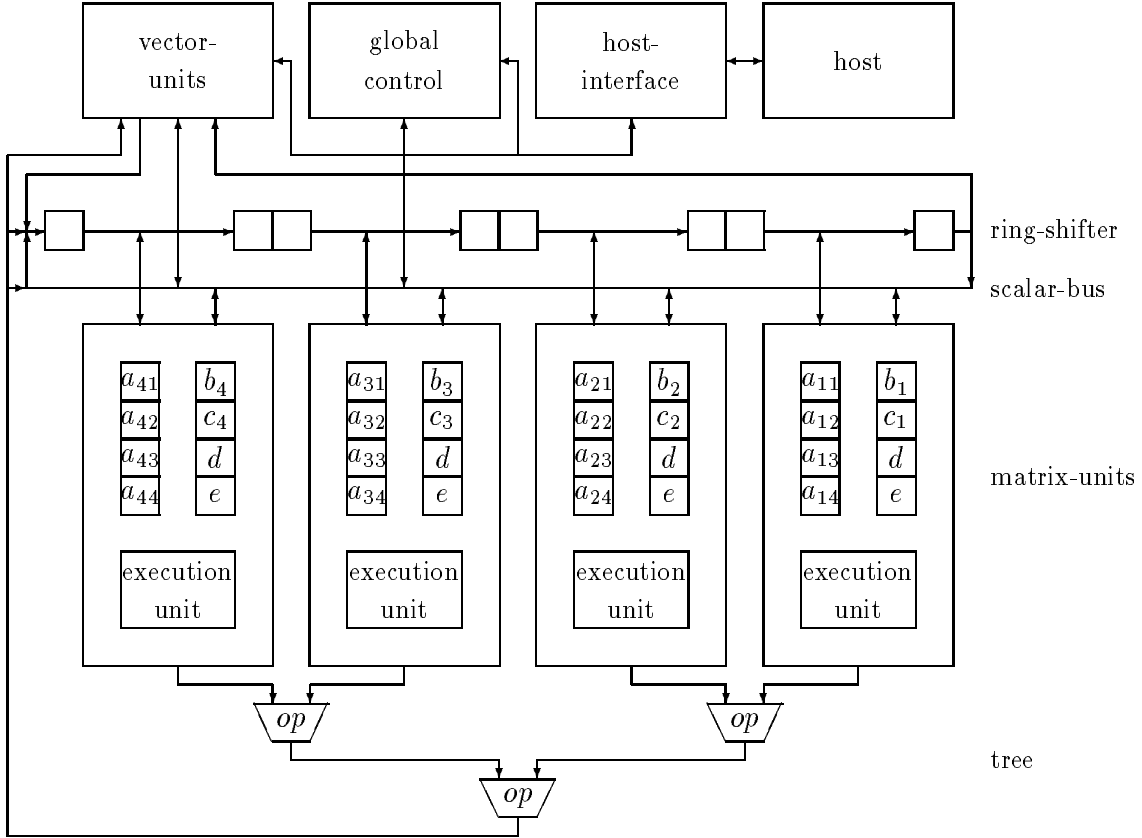 vector-
units
global
control
host-
interface
host
ring-shifter
scalar-bus
a41 b4
a42 c4
a43 d
a44 e
execution
unit
a31 b3
a32 c3
a33 d
a34 e
execution
unit
a21 b2
a22 c2
a23 d
a24 e
execution
unit
a11 b1
a12 c1
a13 d
a14 e
execution
unit
matrix-units
op
op
tree
op